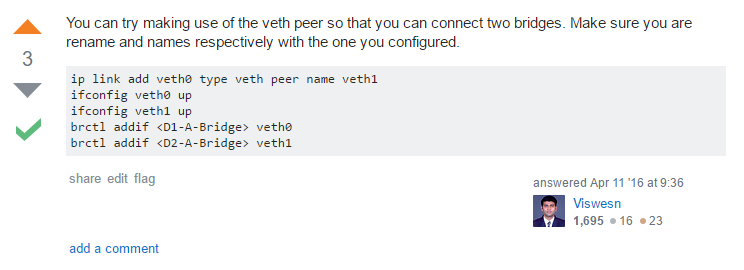 You can try making use of the veth peer so that you can connect two bridges. Make sure you are
rename and names respectively with the one you configured.
3
ip link add veth0 type veth peer name veth1
ifconfig veth0 up
ifconfig veth1 up
brctl addif <D1-A-Bridge> veth0
brctl addif <D2-A-Bridge> veth1
share edit flag
answered Apr 11 '16 at 9:36
Viswesn
1,695 ● 16 ● 23
add a comment